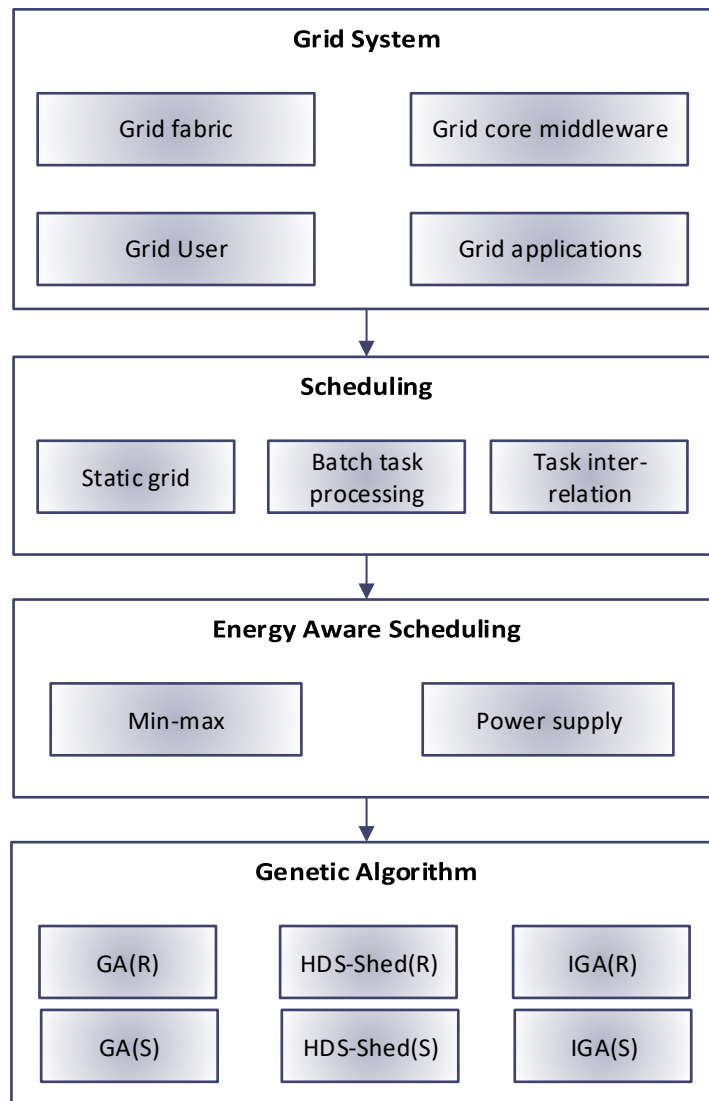 Grid System
Grid fabric
Grid core middleware
Grid User
Grid applications
Scheduling
Static grid
Batch task
processing
Task inter-
relation
Energy Aware Scheduling
Min-max
Power supply
Genetic Algorithm
GA(R)
HDS-Shed(R)
IGA(R)
GA(S)
HDS-Shed(S)
IGA(S)